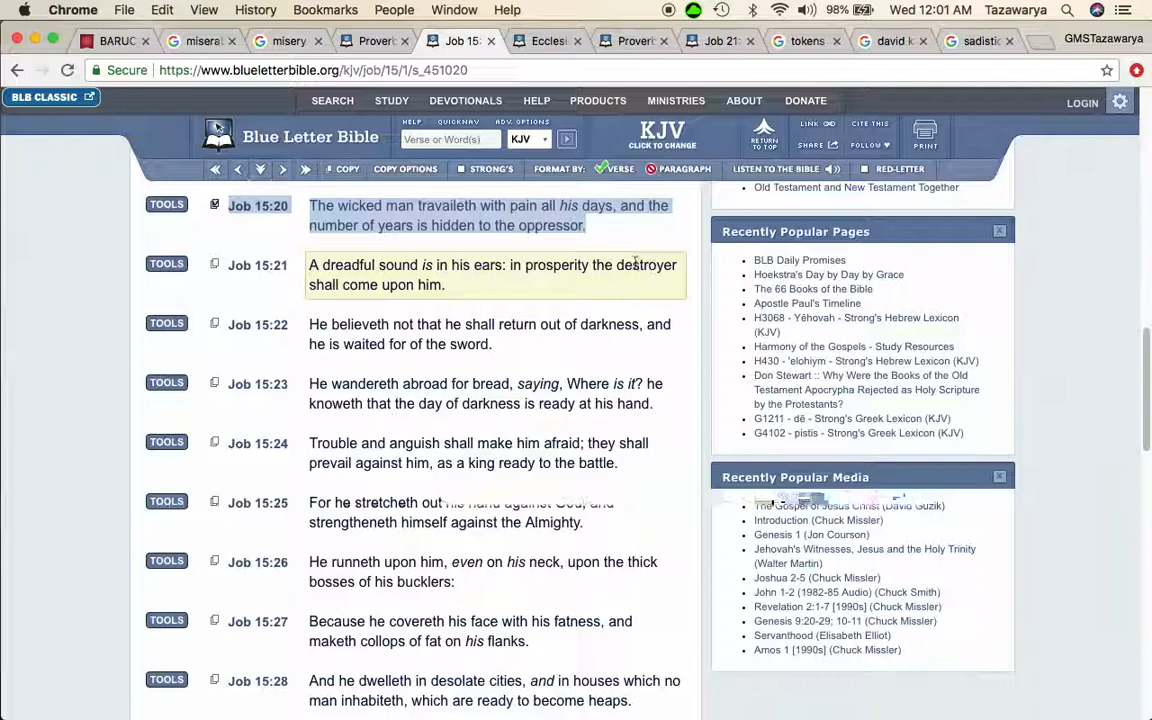 Chrome File Edit View History Bookmarks People Window Help 98% Wed 12:01 AM Tazawarya
BARUC miseral misery Proverb Job 15: Ecclesi Proverb Job 21: tokens david k sadistic GMSTazawarya
Secure https://www.blueletterbible.org/kjv/job/15/1/s_451020
BLB CLASSIC SEARCH STUDY DEVOTIONALS HELP PRODUCTS MINISTRIES ABOUT DONATE LOGIN
Blue Letter Bible
HELP QUICKNAV ADV. OPTIONS
Verse or Word(s) KJV
KJV
CLICK TO CHANGE
RETURN
TO TOP
LINK CITE THIS
SHARE FOLLOW
PRINT
COPY COPY OPTIONS STRONG'S FORMAT BY: VERSE PARAGRAPH LISTEN TO THE BIBLE RED-LETTER
TOOLS Job 15:20 The wicked man travaileth with pain all his days, and the
number of years is hidden to the oppressor.
TOOLS Job 15:21 A dreadful sound is in his ears: in prosperity the destroyer
shall come upon him.
TOOLS Job 15:22 He believeth not that he shall return out of darkness, and
he is waited for of the sword.
TOOLS Job 15:23 He wandereth abroad for bread, saying, Where is it? he
knoweth that the day of darkness is ready at his hand.
TOOLS Job 15:24 Trouble and anguish shall make him afraid; they shall
prevail against him, as a king ready to the battle.
TOOLS Job 15:25 For he stretcheth out his hand against God, and
strengtheneth himself against the Almighty.
TOOLS Job 15:26 He runneth upon him, even on his neck, upon the thick
bosses of his bucklers:
TOOLS Job 15:27 Because he covereth his face with his fatness, and
maketh collops of fat on his flanks.
TOOLS Job 15:28 And he dwelleth in desolate cities, and in houses which no
man inhabiteth, which are ready to become heaps.
Old Testament and New Testament Together
Recently Popular Pages
BLB Daily Promises
Hoekstra's Day by Day by Grace
The 66 Books of the Bible
Apostle Paul's Timeline
H3068 - Yĕhovah - Strong's Hebrew Lexicon
(KJV)
Harmony of the Gospels - Study Resources
H430 - 'elohiym - Strong's Hebrew Lexicon (KJV)
Don Stewart :: Why Were the Books of the Old
Testament Apocrypha Rejected as Holy Scripture
by the Protestants?
G1211 - dē - Strong's Greek Lexicon (KJV)
G4102 - pistis - Strong's Greek Lexicon (KJV)
Recently Popular Media
The Gospel of Jesus Christ (David Guzik)
Introduction (Chuck Missler)
Genesis 1 (Jon Courson)
Jehovah's Witnesses, Jesus and the Holy Trinity
(Walter Martin)
Joshua 2-5 (Chuck Missler)
John 1-2 (1982-85 Audio) (Chuck Smith)
Revelation 2:1-7 [1990s] (Chuck Missler)
Genesis 9:20-29; 10-11 (Chuck Missler)
Servanthood (Elisabeth Elliot)
Amos 1 [1990s] (Chuck Missler)